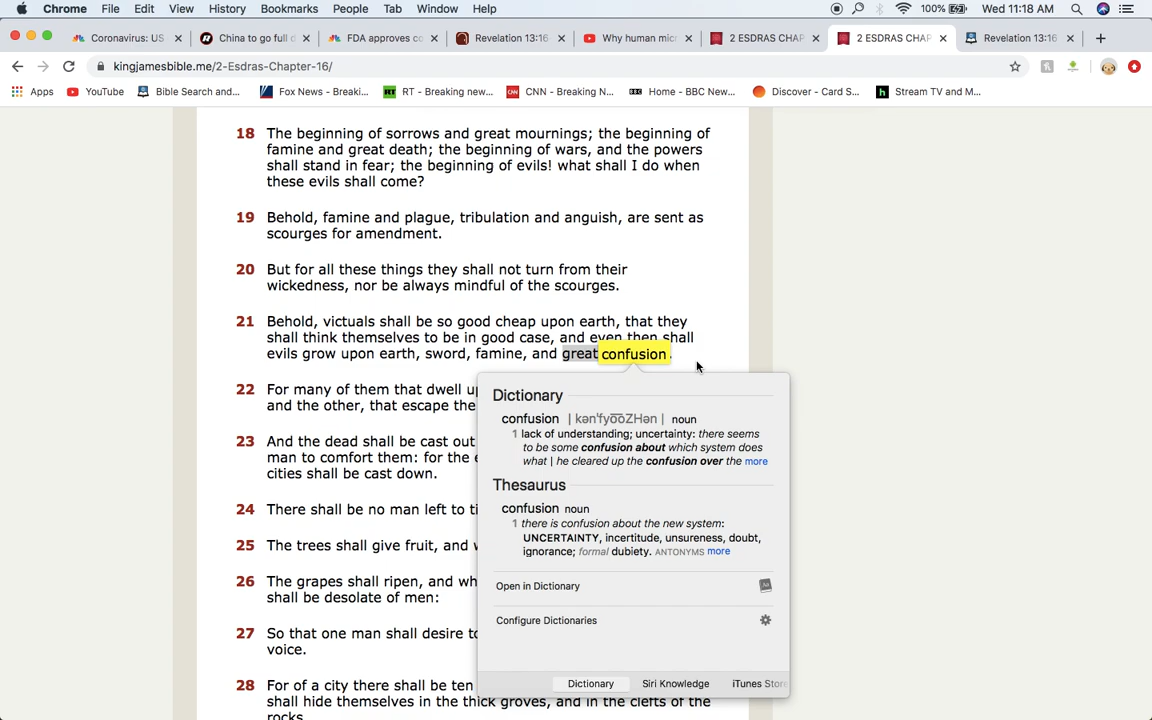 Chrome File Edit View History Bookmarks People Tab Window Help 100% Wed 11:18 AM
Coronavirus: US China to go full d FDA approves co Revelation 13:16 Why human mic 2 ESDRAS CHAP 2 ESDRAS CHAP Revelation 13:16
kingjamesbible.me/2-Esdras-Chapter-16/
Apps YouTube Bible Search and... Fox News - Breaki... RT - Breaking new... CNN - Breaking N... Home - BBC New... Discover - Card S... Stream TV and M...
18 The beginning of sorrows and great mournings; the beginning of
famine and great death; the beginning of wars, and the powers
shall stand in fear; the beginning of evils! what shall I do when
these evils shall come?
19 Behold, famine and plague, tribulation and anguish, are sent as
scourges for amendment.
20 But for all these things they shall not turn from their
wickedness, nor be always mindful of the scourges.
21 Behold, victuals shall be so good cheap upon earth, that they
shall think themselves to be in good case, and even then shall
evils grow upon earth, sword, famine, and great confusion.
22 For many of them that dwell
and the other, that escape the
23 And the dead shall be cast out
man to comfort them: for the
cities shall be cast down.
24 There shall be no man left to
25 The trees shall give fruit, and
26 The grapes shall ripen, and
shall be desolate of men:
27 So that one man shall desire
voice.
28 For of a city there shall be ten
shall hide themselves in the thick groves, and in the clefts of the
rocks
Dictionary
confusion | kənˈfyo͞oZHən | noun
1 lack of understanding; uncertainty: there seems
to be some confusion about which system does
what | he cleared up the confusion over the more
Thesaurus
confusion noun
1 there is confusion about the new system:
UNCERTAINTY, incertitude, unsureness, doubt,
ignorance; formal dubiety. ANTONYMS more
Open in Dictionary
Configure Dictionaries
Dictionary Siri Knowledge iTunes Store